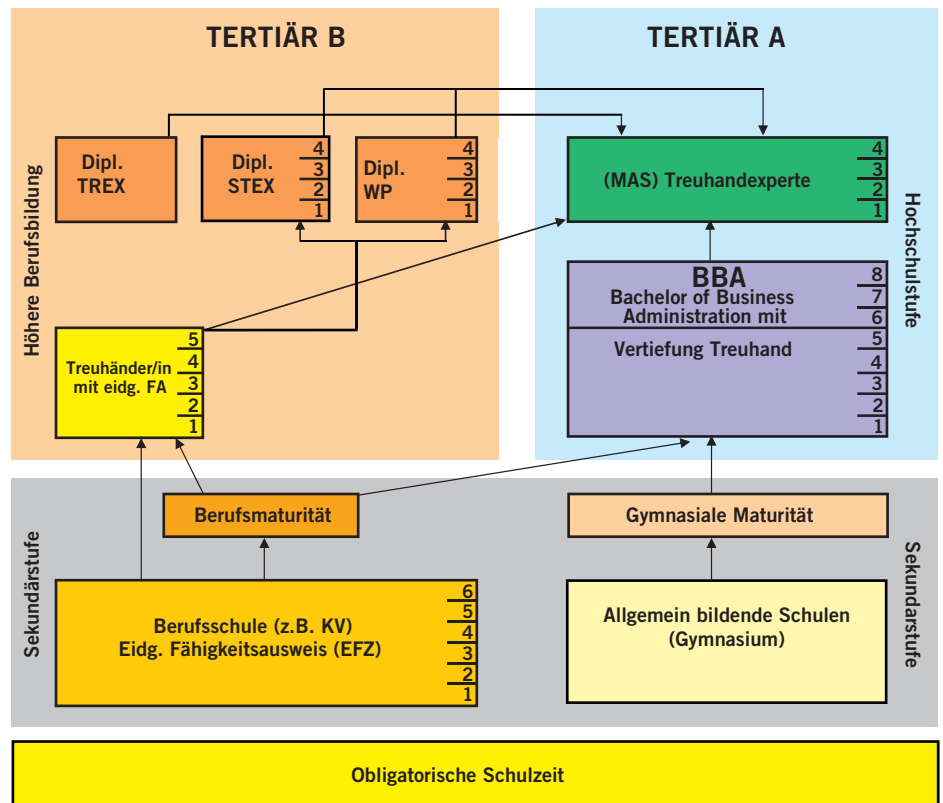 TERTIÄR B
TERTIÄR A
Höhere Berufsbildung
Dipl.
TREX
Dipl.
STEX
4
3
2
1
Dipl.
WP
4
3
2
1
(MAS) Treuhandexperte
4
3
2
1
Hochschulstufe
BBA
Bachelor of Business
Administration mit
Vertiefung Treuhand
8
7
6
5
4
3
2
1
Treuhänder/in
mit eidg. FA
5
4
3
2
1
Sekundärstufe
Berufsmaturität
Gymnasiale Maturität
Sekundarstufe
Berufsschule (z.B. KV)
Eidg. Fähigkeitsausweis (EFZ)
6
5
4
3
2
1
Allgemein bildende Schulen
(Gymnasium)
Obligatorische Schulzeit